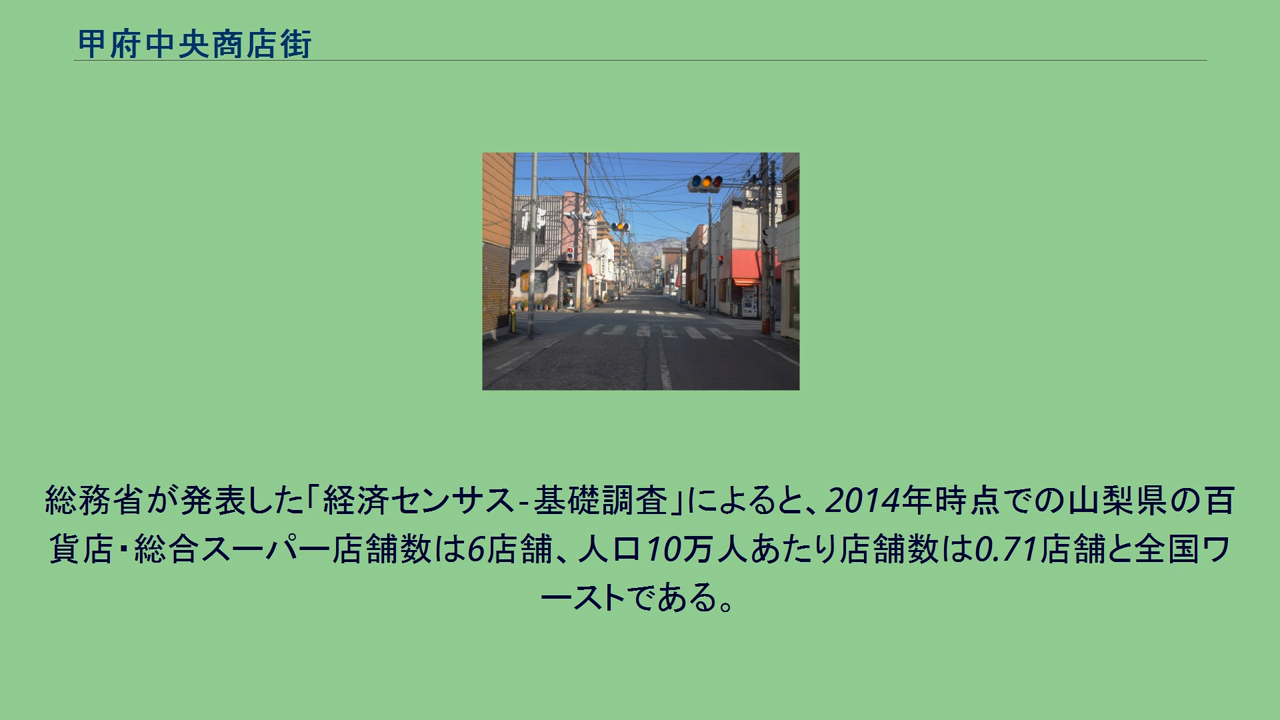 甲府中央商店街
総務省が発表した「経済センサス‐基礎調査」によると、2014年時点での山梨県の百
貨店・総合スーパー店舗数は6店舗、人口10万人あたり店舗数は0.71店舗と全国ワ
ーストである。